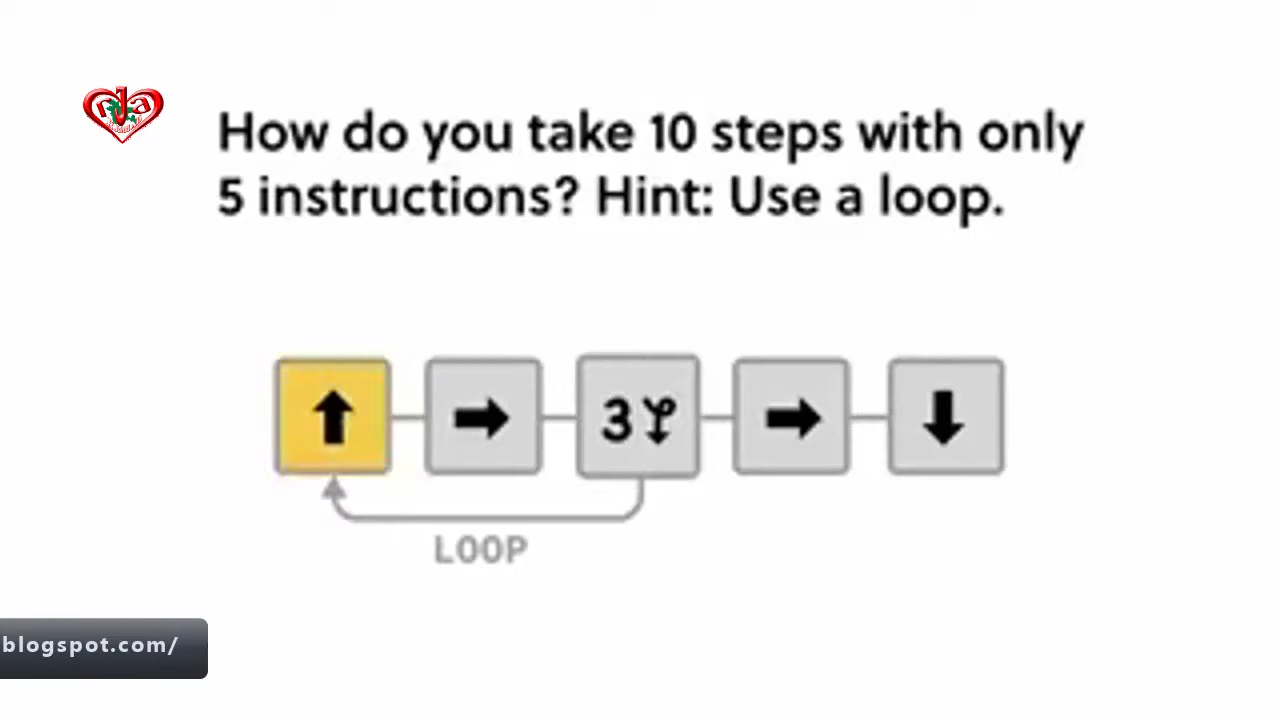 How do you take 10 steps with only
5 instructions? Hint: Use a loop.
3
LOOP
blogspot.com/